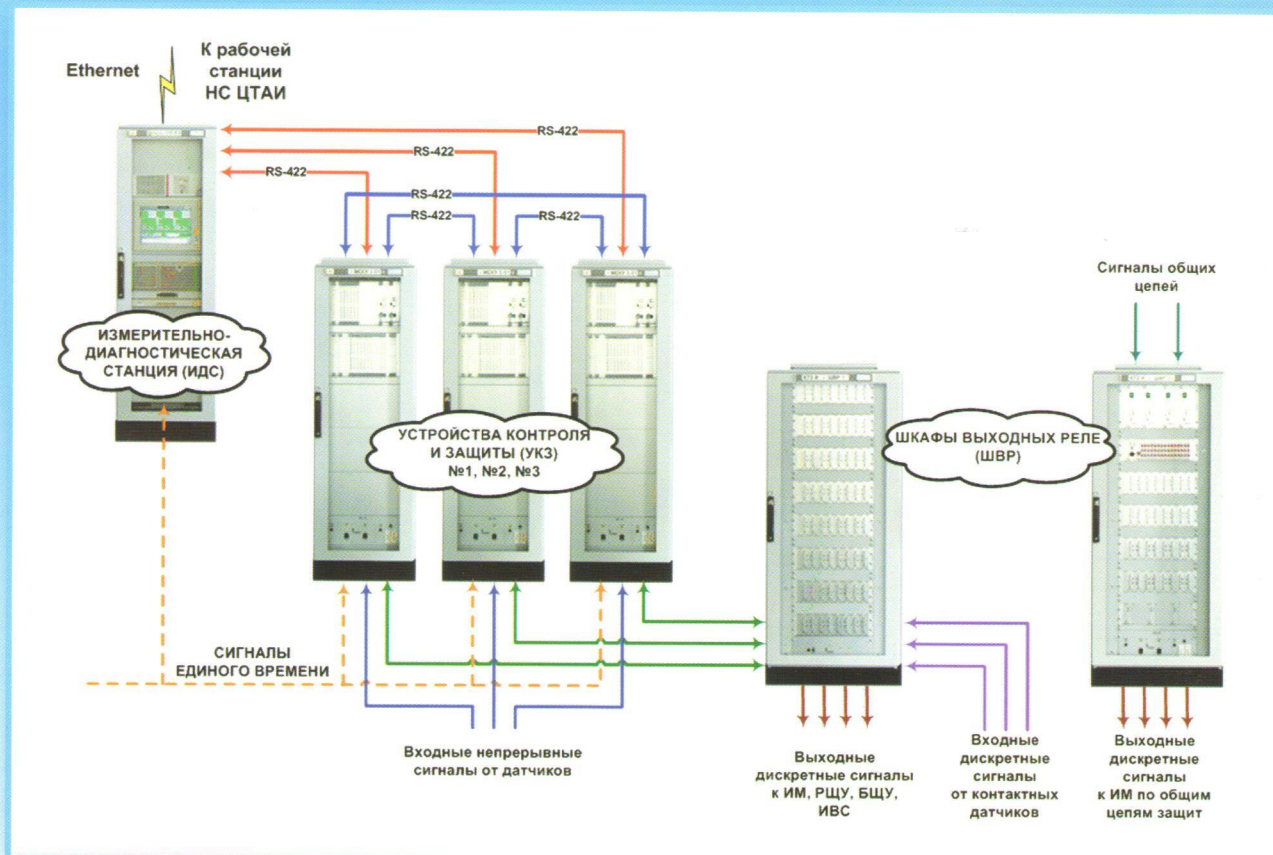 Ethernet
К рабочей
станции
НС ЦТАИ
RS-422
RS-422
RS-422
RS-422
RS-422
RS-422
ИЗМЕРИТЕЛЬНО-
ДИАГНОСТИЧЕСКАЯ
СТАНЦИЯ (ИДС)
УСТРОЙСТВА КОНТРОЛЯ
И ЗАЩИТЫ (УКЗ)
№1, №2, №3
Сигналы общих
цепей
ШКАФЫ ВЫХОДНЫХ РЕЛЕ
(ШВР)
СИГНАЛЫ
ЕДИНОГО ВРЕМЕНИ
Входные непрерывные
сигналы от датчиков
Выходные
дискретные сигналы
к ИМ, РЩУ, БЩУ,
ИВС
Входные
дискретные
сигналы
от контактных
датчиков
Выходные
дискретные
сигналы
к ИМ по общим
цепям защит